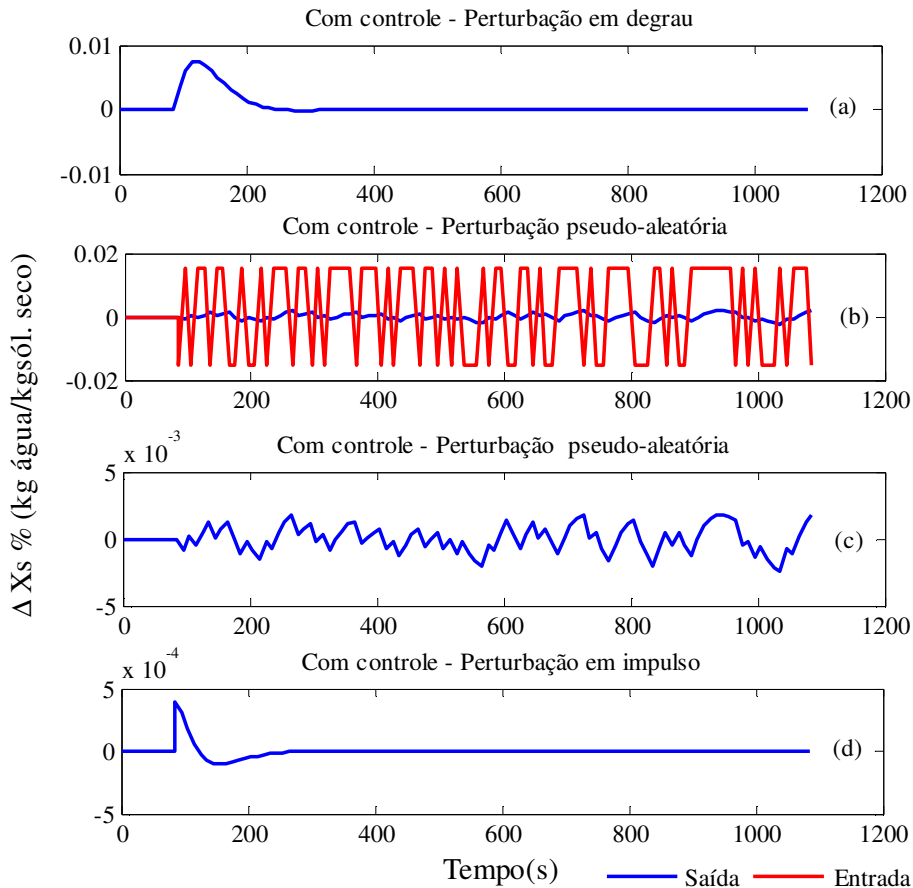 Com controle - Perturbação em degrau
0.01
0
-0.01
(a)
0 200 400 600 800 1000 1200
Com controle - Perturbação pseudo-aleatória
0.02
0
-0.02
(b)
0 200 400 600 800 1000 1200
x 10^-3
Com controle - Perturbação pseudo-aleatória
5
0
-5
(c)
0 200 400 600 800 1000 1200
x 10^-4
Com controle - Perturbação em impulso
5
0
-5
(d)
0 200 400 600 800 1000 1200
Δ Xs % (kg água/kgsól. seco)
Tempo(s)
Saída Entrada